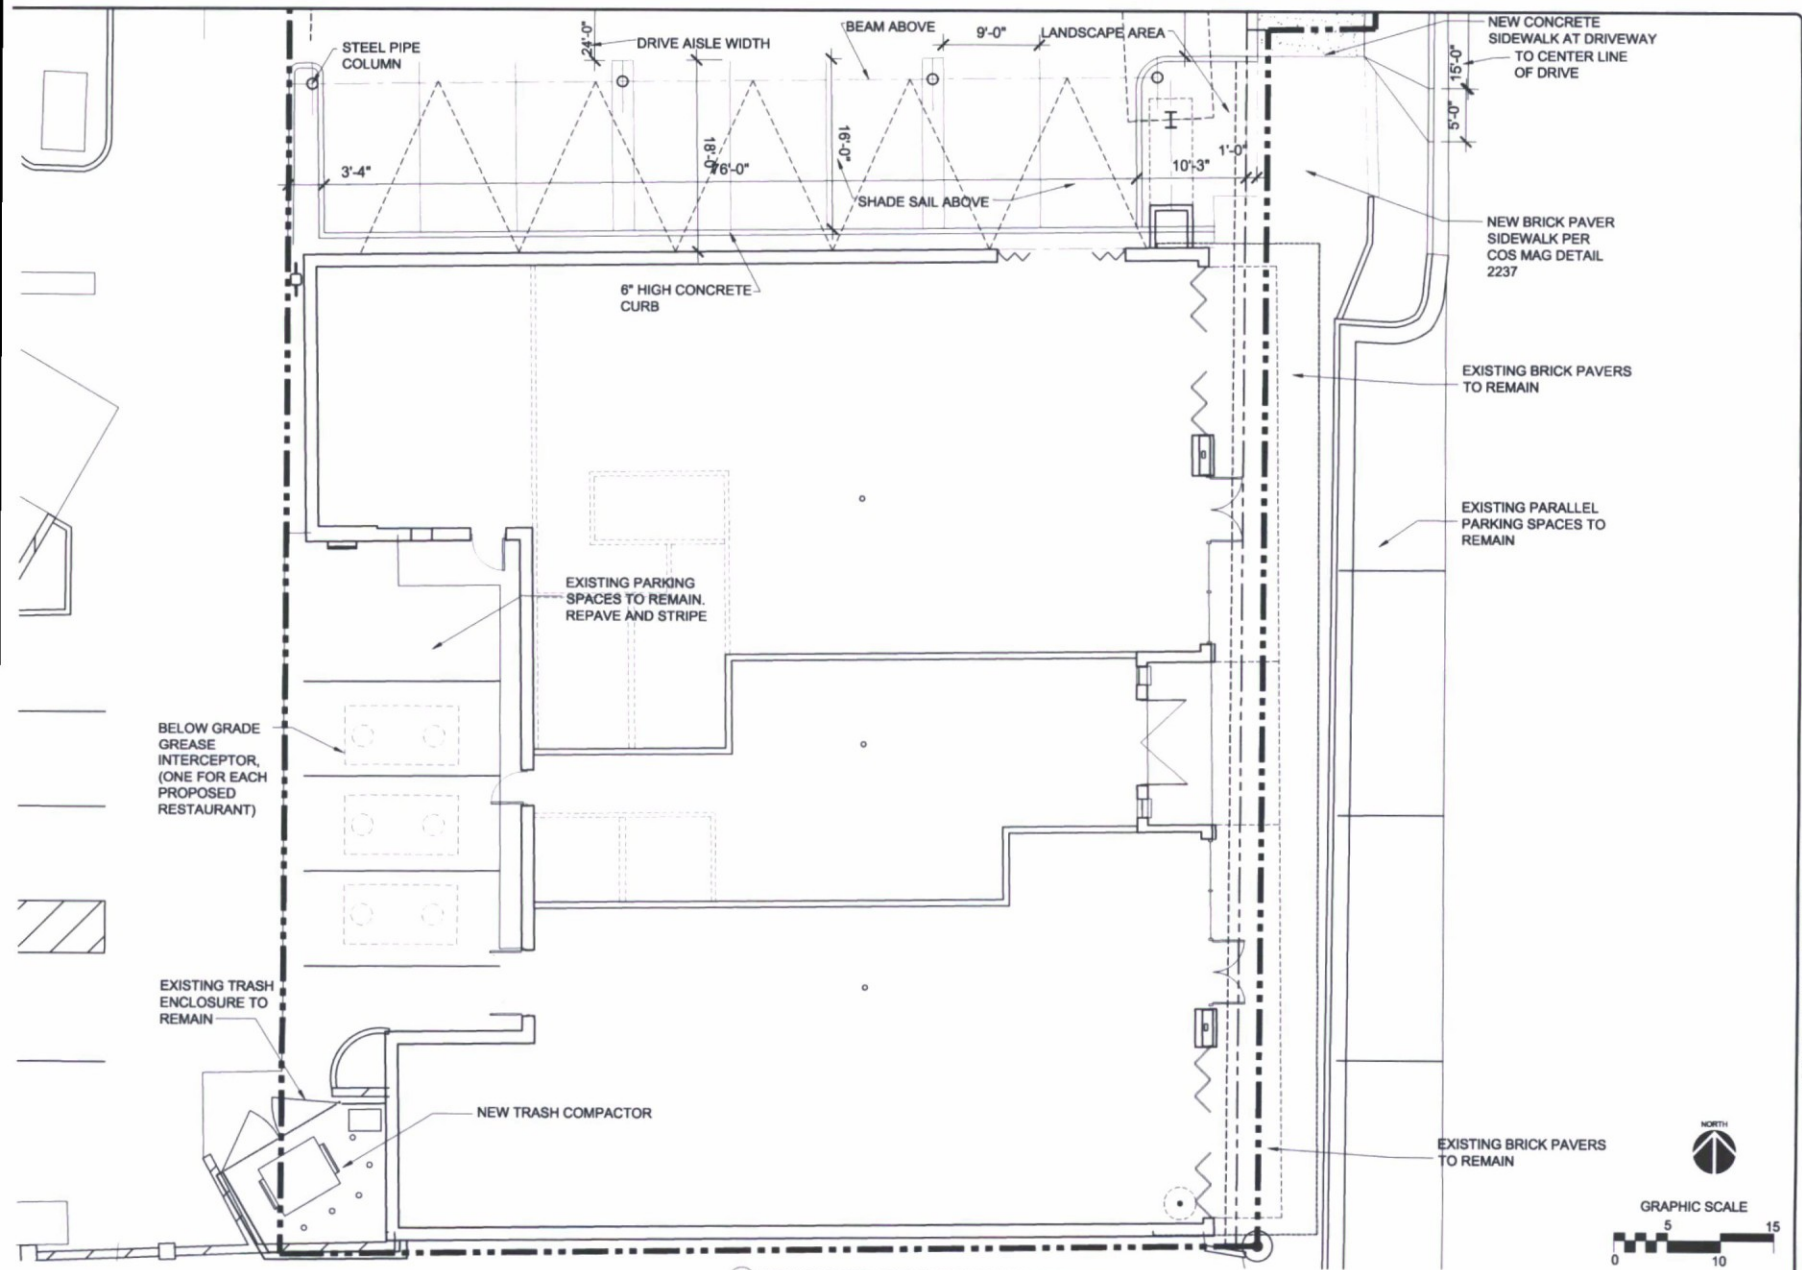 STEEL PIPE
COLUMN
24'-0"
DRIVE AISLE WIDTH
BEAM ABOVE
9'-0"
LANDSCAPE AREA
NEW CONCRETE
SIDEWALK AT DRIVEWAY
TO CENTER LINE
OF DRIVE
15'-0"
5'-0"
3'-4"
18'-0"
76'-0"
16'-0"
10'-3"
1'-0"
SHADE SAIL ABOVE
NEW BRICK PAVER
SIDEWALK PER
COS MAG DETAIL
2237
6" HIGH CONCRETE
CURB
EXISTING BRICK PAVERS
TO REMAIN
EXISTING PARALLEL
PARKING SPACES TO
REMAIN
EXISTING PARKING
SPACES TO REMAIN.
REPAVE AND STRIPE
BELOW GRADE
GREASE
INTERCEPTOR,
(ONE FOR EACH
PROPOSED
RESTAURANT)
EXISTING TRASH
ENCLOSURE TO
REMAIN
NEW TRASH COMPACTOR
EXISTING BRICK PAVERS
TO REMAIN
NORTH
GRAPHIC SCALE
5 15
0 10